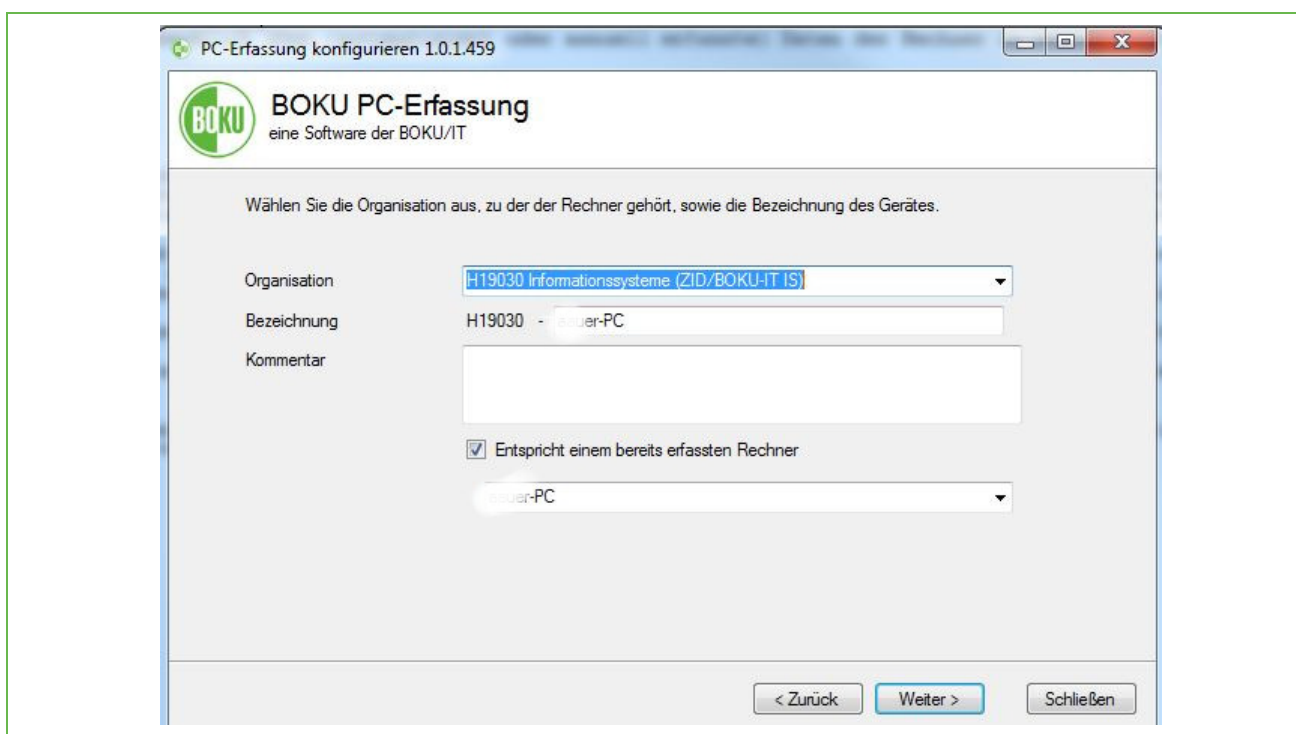 PC-Erfassung konfigurieren 1.0.1.459
BOKU
BOKU PC-Erfassung
eine Software der BOKU/IT
Wählen Sie die Organisation aus, zu der der Rechner gehört, sowie die Bezeichnung des Gerätes.
Organisation H19030 Informationssysteme (ZID/BOKU-IT IS)
Bezeichnung H19030 -
Kommentar
Entspricht einem bereits erfassten Rechner
< Zurück Weiter > Schließen